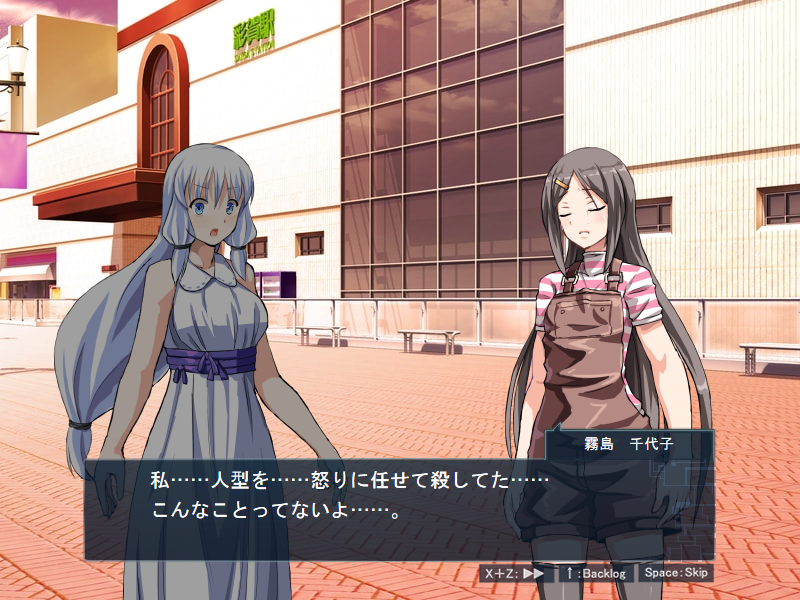 彩賀駅
霧島　千代子
私……人型を……怒りに任せて殺してた……
こんなことってないよ……。
X+Z:▶▶ ↑:Backlog Space:Skip